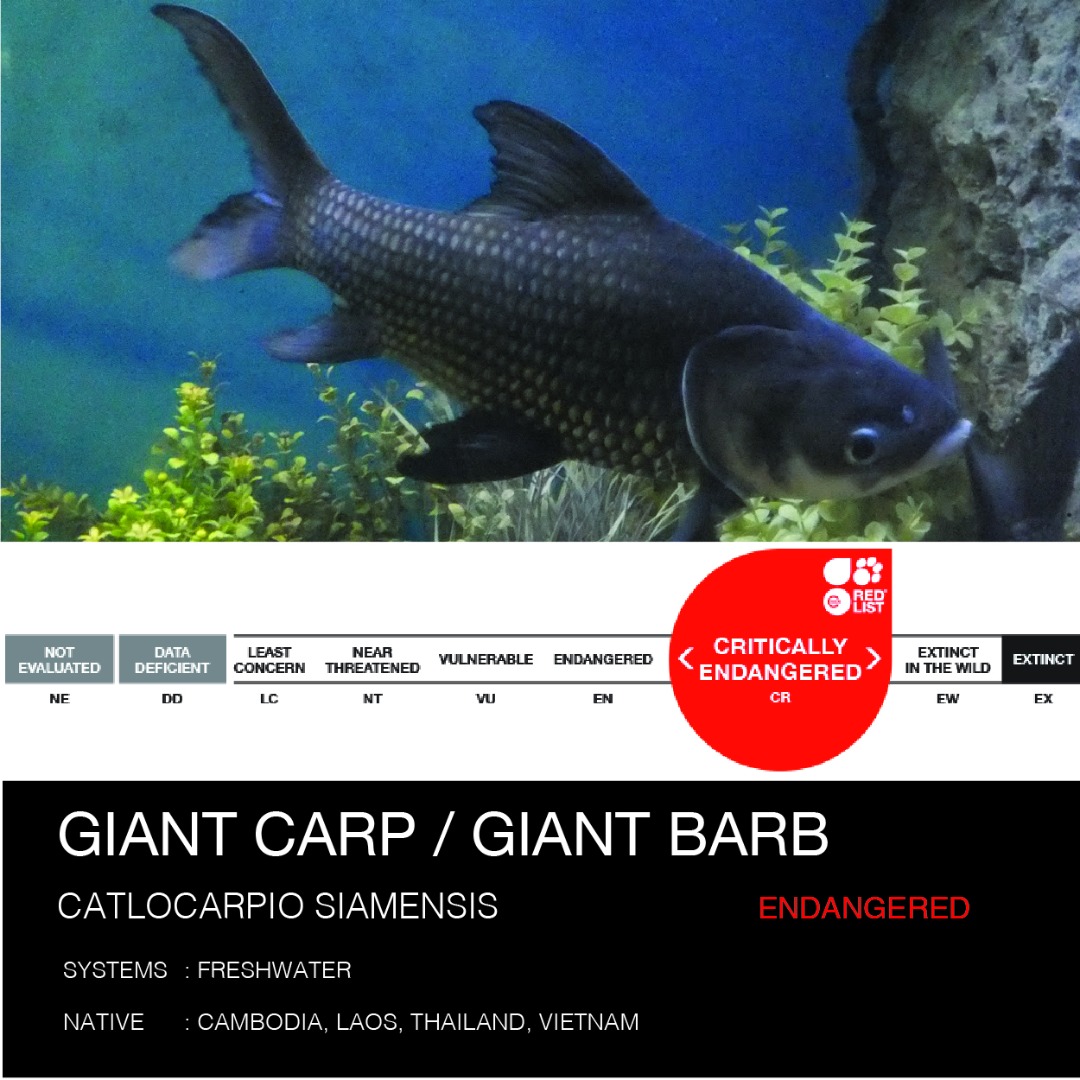 RED
LIST
NOT
EVALUATED
DATA
DEFICIENT
LEAST
CONCERN
NEAR
THREATENED
VULNERABLE
ENDANGERED
< CRITICALLY
ENDANGERED >
EXTINCT
IN THE WILD
EXTINCT
NE
DD
LC
NT
VU
EN
CR
EW
EX
GIANT CARP / GIANT BARB
CATLOCARPIO SIAMENSIS
ENDANGERED
SYSTEMS : FRESHWATER
NATIVE : CAMBODIA, LAOS, THAILAND, VIETNAM